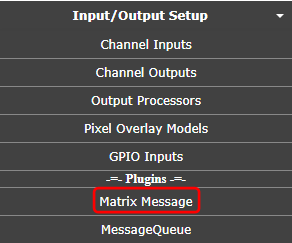 Input/Output Setup
Channel Inputs
Channel Outputs
Output Processors
Pixel Overlay Models
GPIO Inputs
-=- Plugins -=-
Matrix Message
MessageQueue